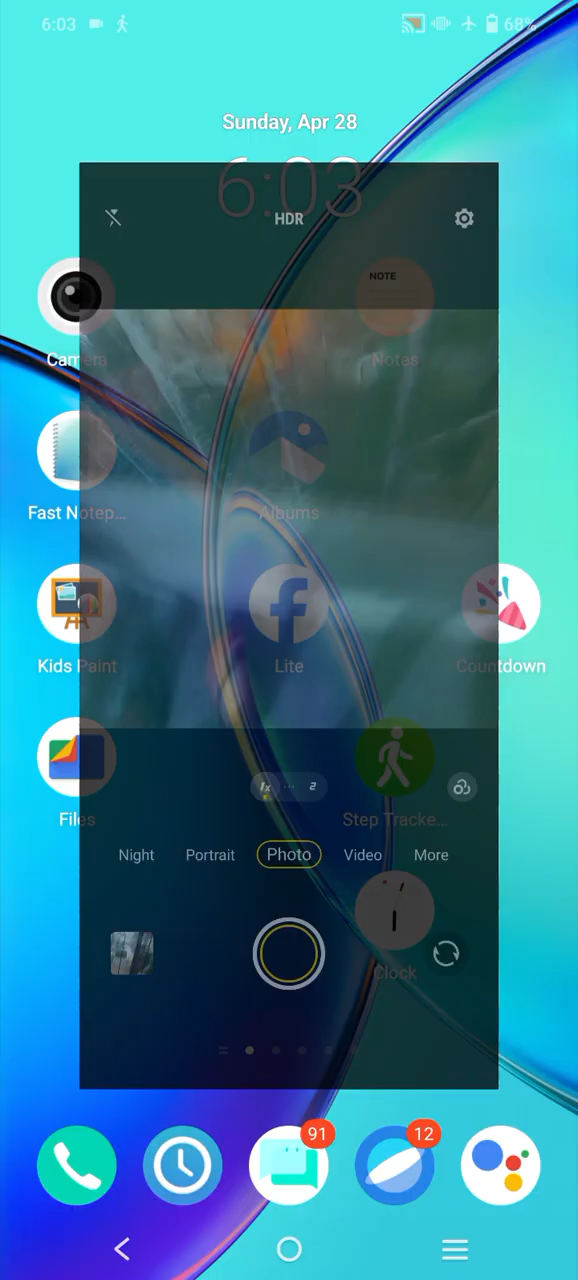 6:03
68%
Sunday, Apr 28
6:03
HDR
NOTE
Camera
Notes
Fast Notep...
Albums
Kids Paint
Lite
Countdown
1x
2
Files
Step Tracke...
Night Portrait Photo Video More
Clock
91
12